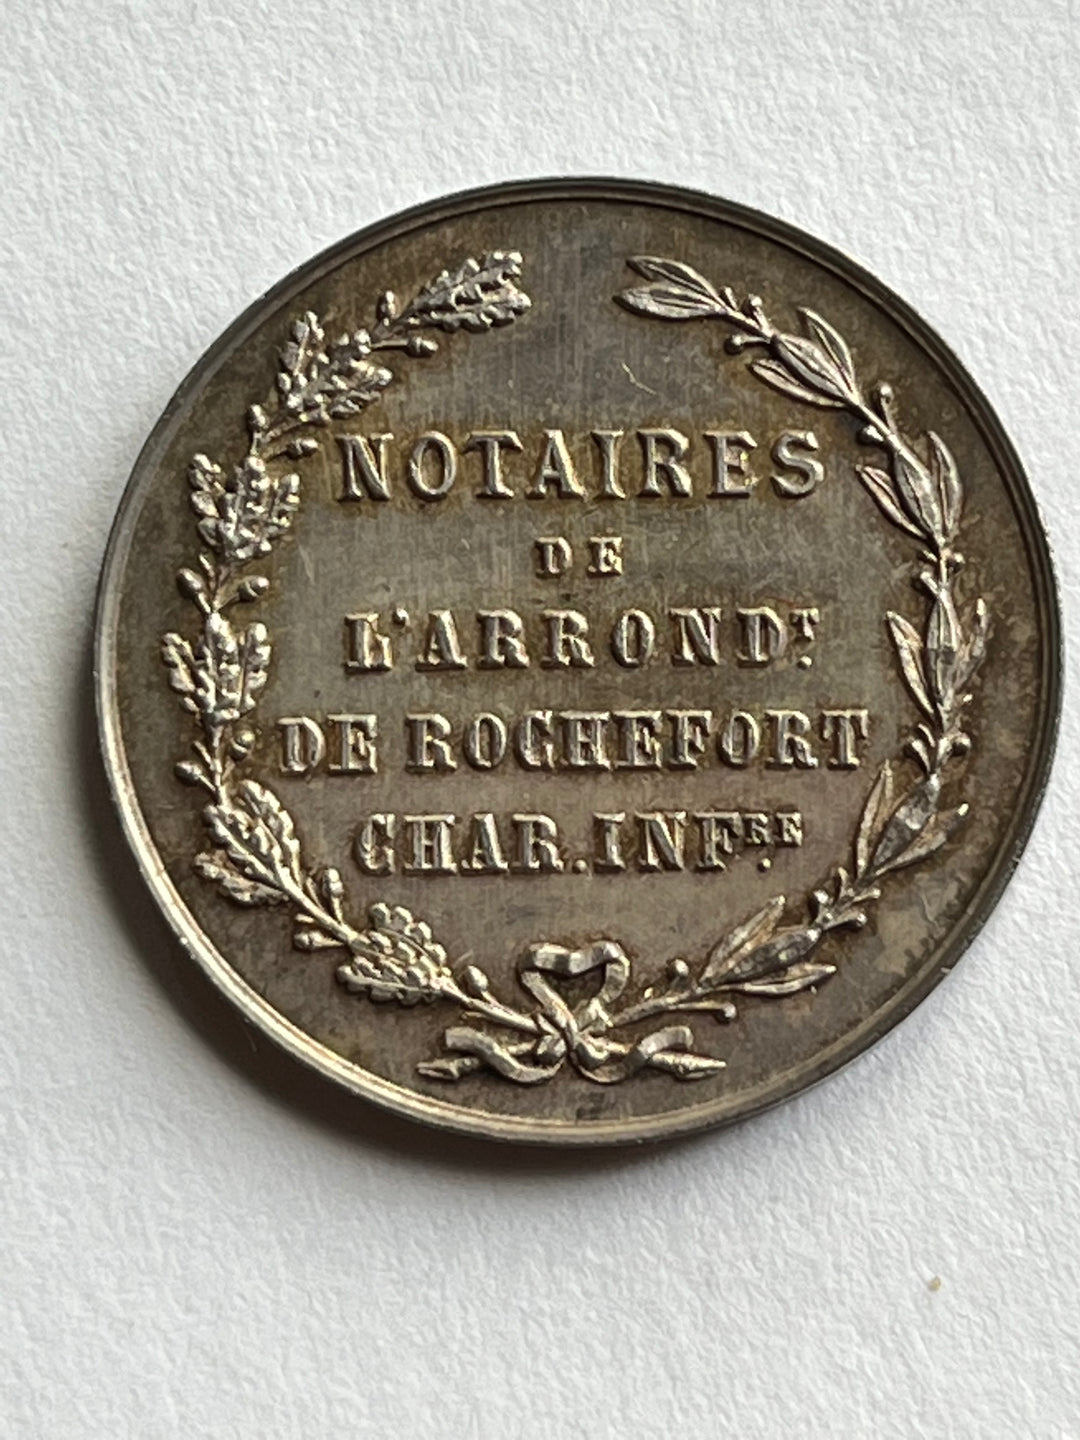 NOTAIRES
DE
L'ARROND.T
DE ROCHEFORT
CHAR. INF.RE